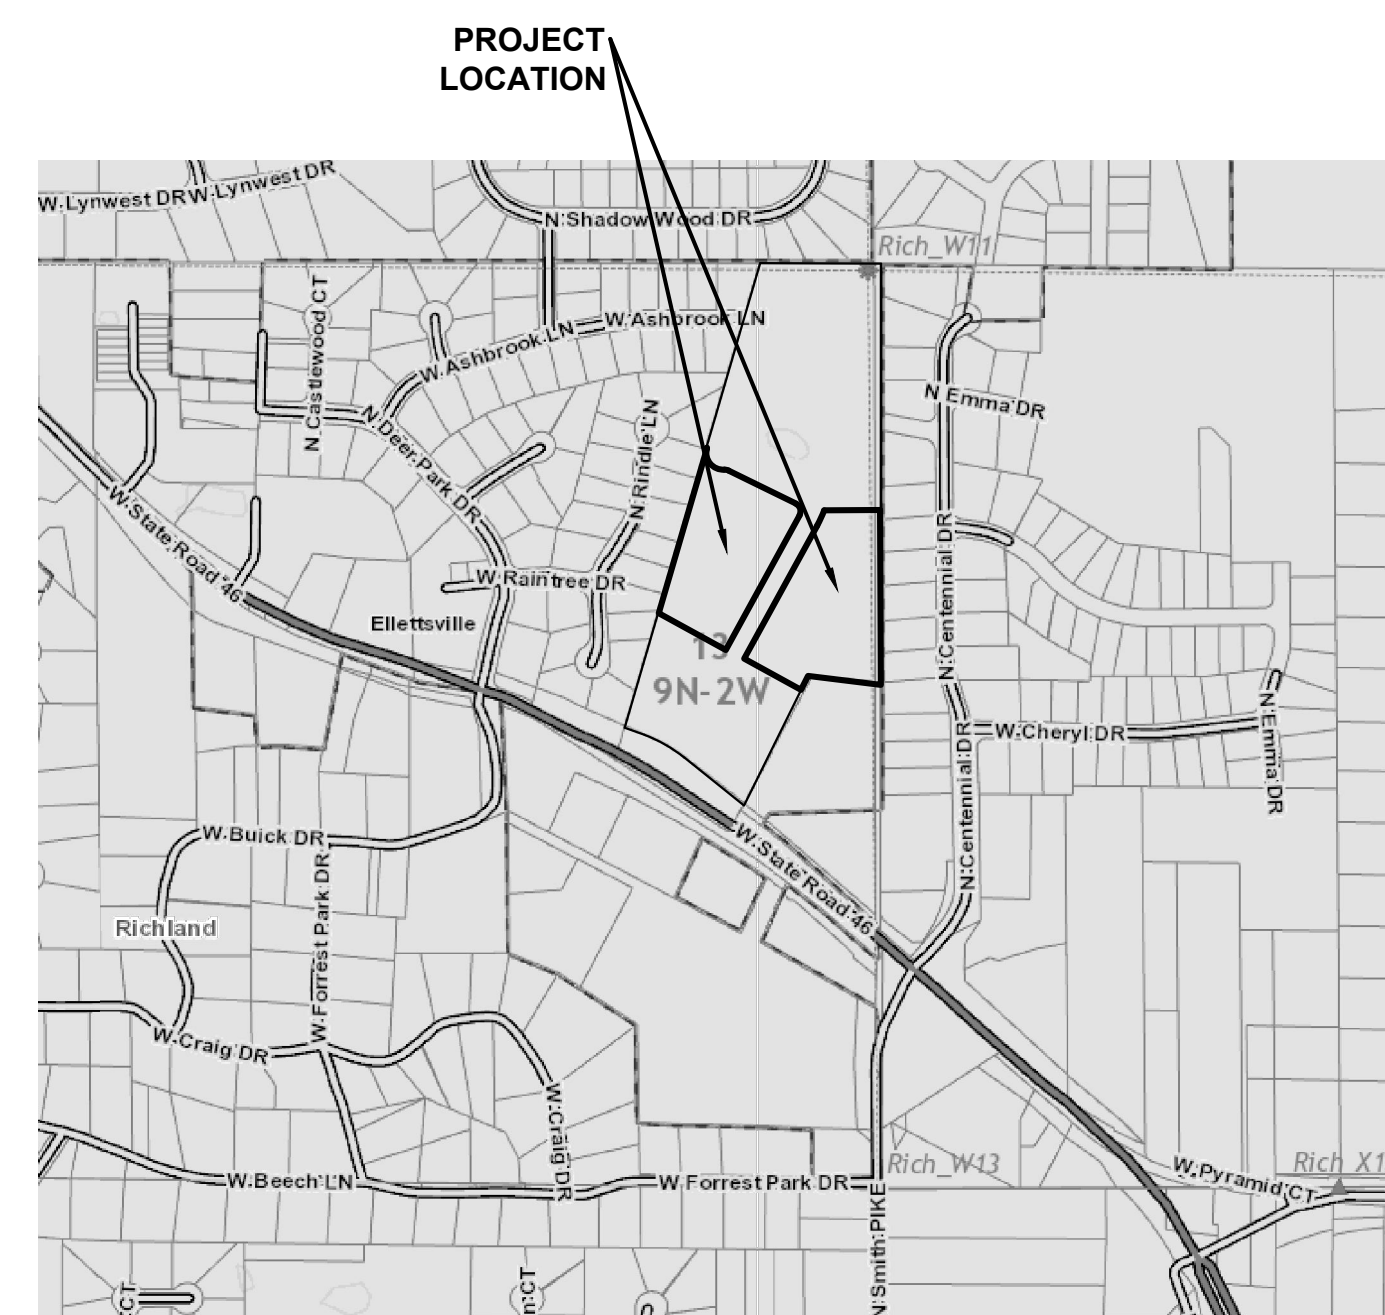 PROJECT
LOCATION
W Lynwest DR
W Lynwest DR
N Shadow Wood DR
Rich_W11
W Ashbrook LN
W Ashbrook LN
N Castlewood CT
N Deer Park DR
N Rindle LN
N Emma DR
W State Road 46
W Raintree DR
N Centennial DR
Ellettsville
13
9N-2W
N Emma DR
W Cheryl DR
N Centennial DR
W Buick DR
W State Road 46
W Forrest Park DR
Richland
W Craig DR
W Craig DR
Rich_W13
W Pyramid CT
Rich_X1
W Beech LN
W Forrest Park DR
N Smith PIKE
CT
CT